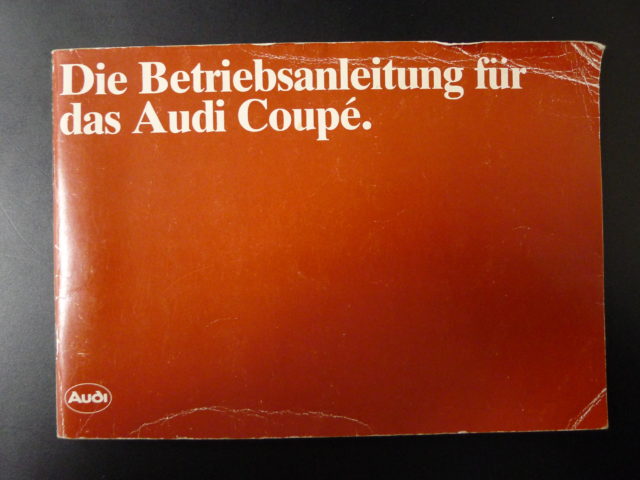 Die Betriebsanleitung für
das Audi Coupé.
Audi